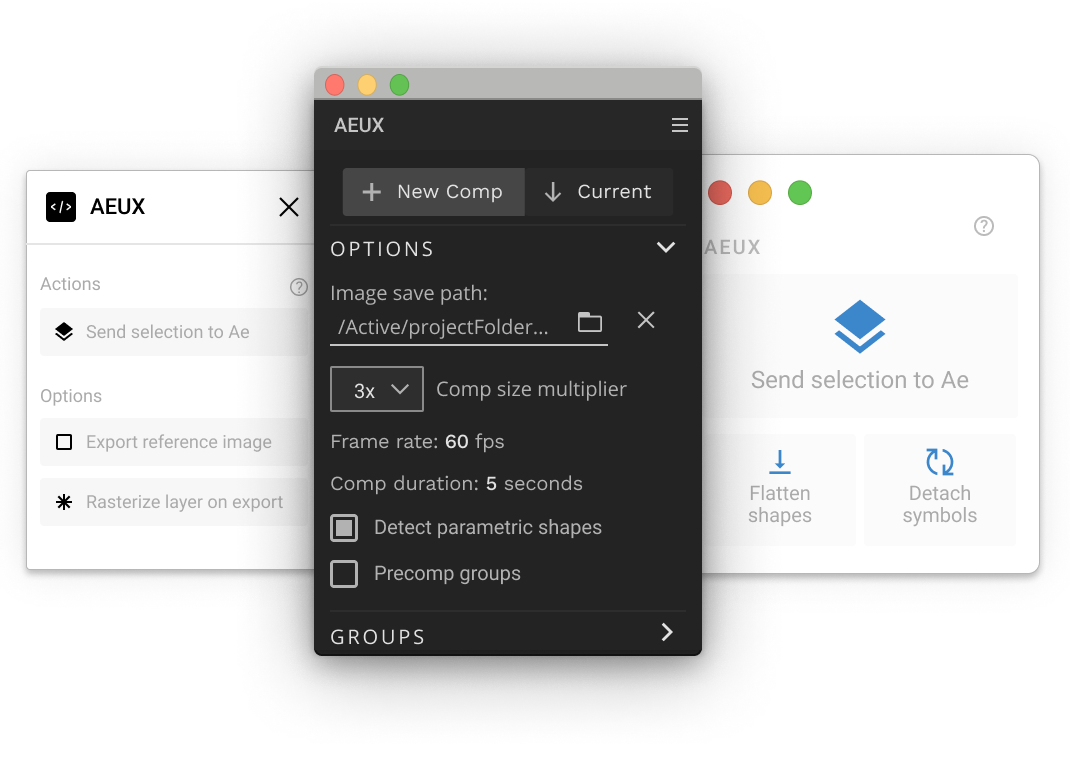 </> AEUX
Actions
Send selection to Ae
Options
Export reference image
Rasterize layer on export
AEUX
New Comp
Current
OPTIONS
Image save path:
/Active/projectFolder...
3x
Comp size multiplier
Frame rate: 60 fps
Comp duration: 5 seconds
Detect parametric shapes
Precomp groups
GROUPS
AEUX
Send selection to Ae
Flatten
shapes
Detach
symbols